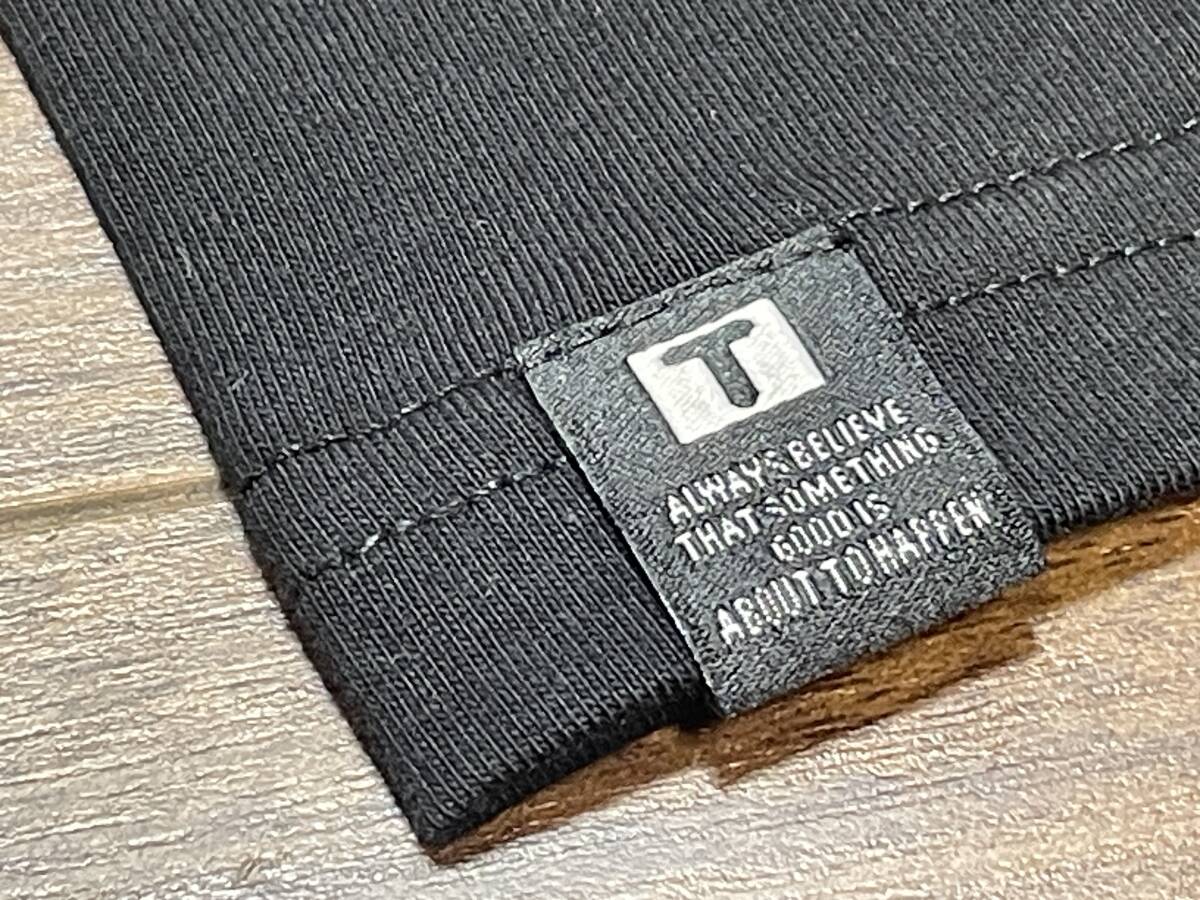 T
ALWAYS BELIEVE
THAT SOMETHING
GOOD IS
ABOUT TO HAPPEN